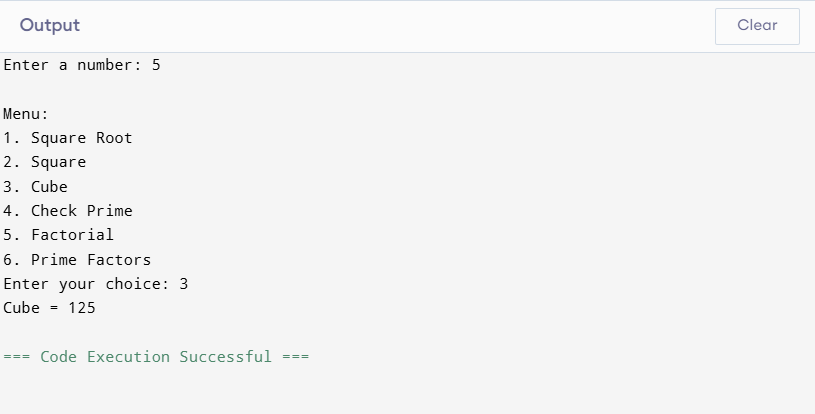 Output
Clear
Enter a number: 5
Menu:
1. Square Root
2. Square
3. Cube
4. Check Prime
5. Factorial
6. Prime Factors
Enter your choice: 3
Cube = 125
=== Code Execution Successful ===